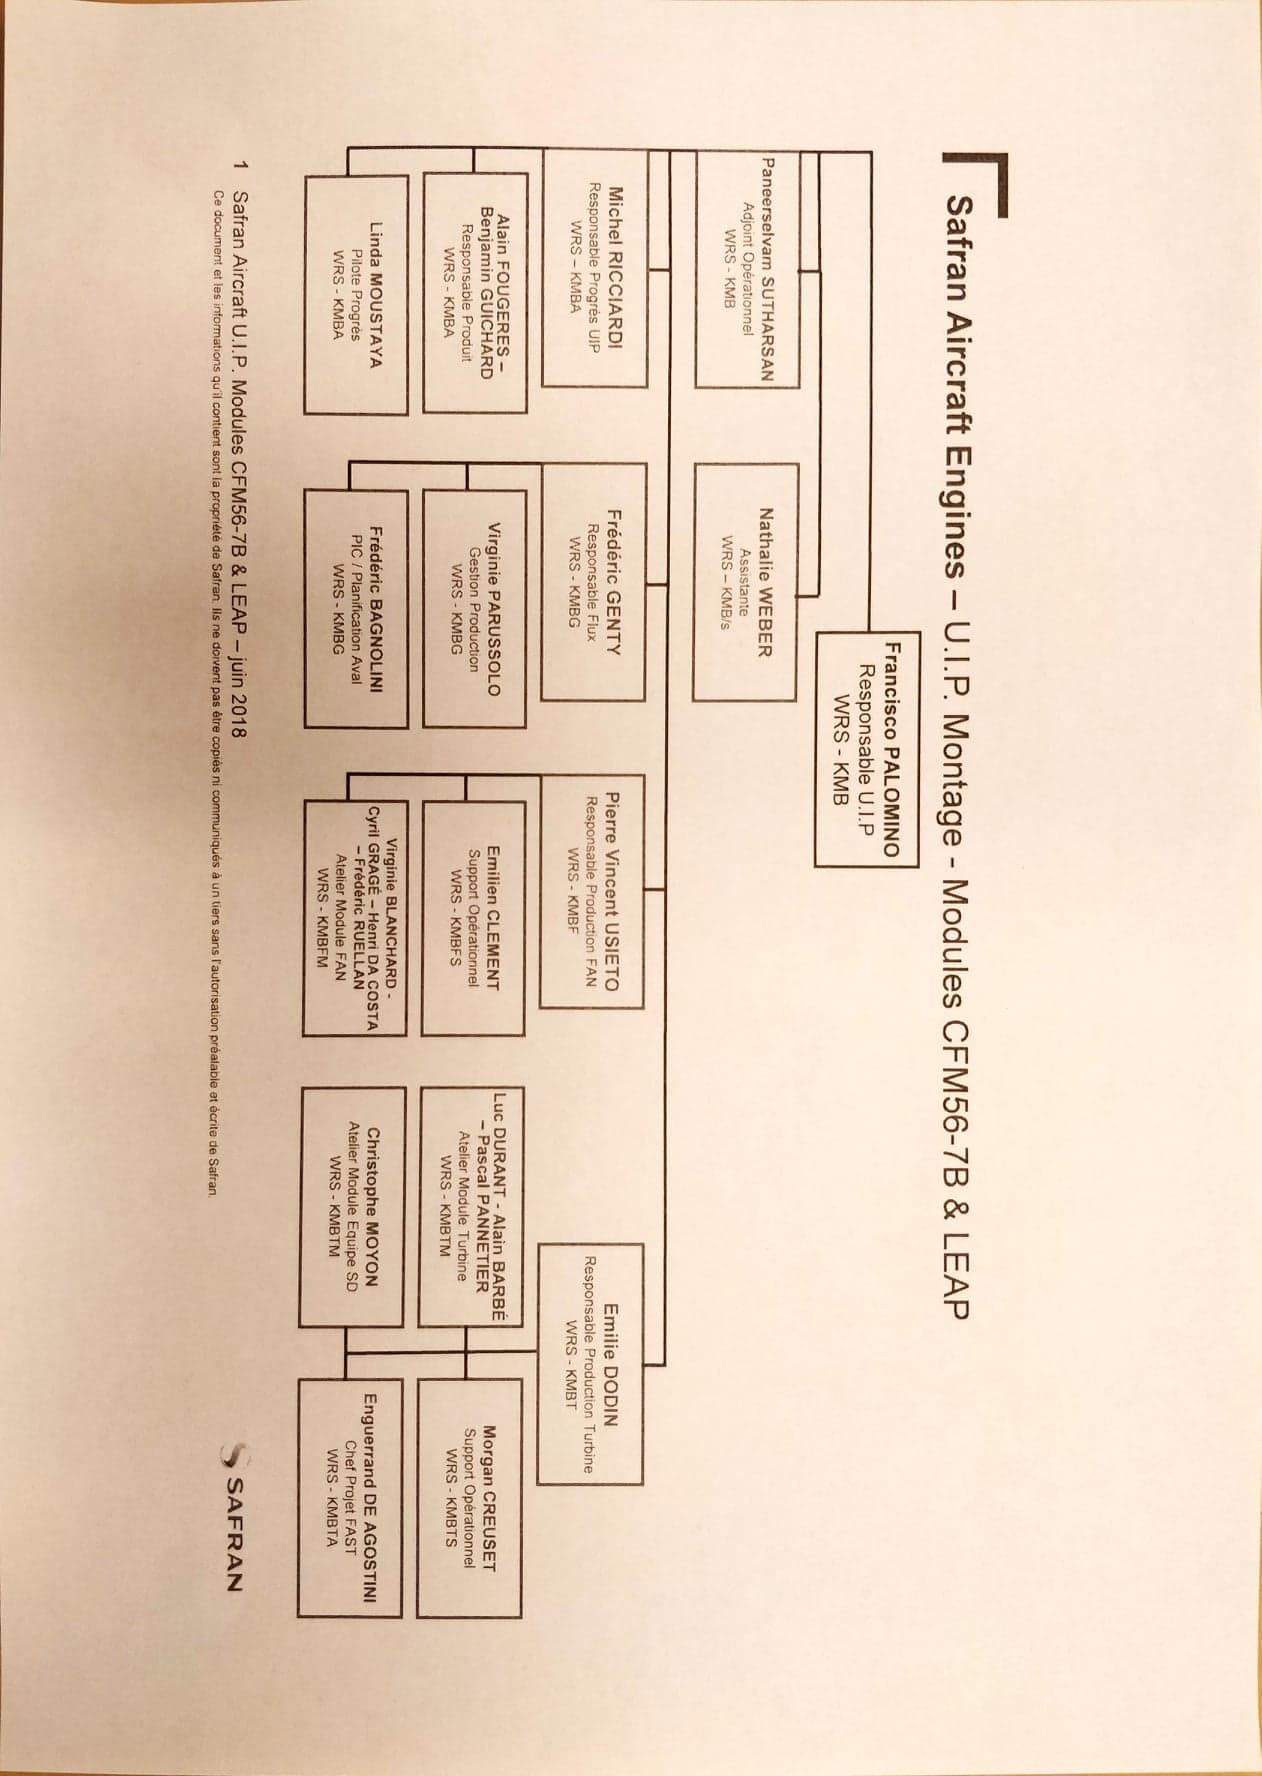 Safran Aircraft Engines – U.I.P. Montage - Modules CFM56-7B & LEAP
Francisco PALOMINO
Responsable U.I.P
WRS - KMB
Paneerselvam SUTHARSAN
Adjoint Opérationnel
WRS - KMB
Nathalie WEBER
Assistante
WRS – KMB/s
Michel RICCIARDI
Responsable Progrès UIP
WRS – KMBA
Frédéric GENTY
Responsable Flux
WRS - KMBG
Pierre Vincent USIETO
Responsable Production FAN
WRS - KMBF
Emilie DODIN
Responsable Production Turbine
WRS - KMBT
Alain FOUGERES –
Benjamin GUICHARD
Responsable Produit
WRS - KMBA
Virginie PARUSSOLO
Gestion Production
WRS - KMBG
Emilien CLEMENT
Support Opérationnel
WRS - KMBFS
Luc DURANT - Alain BARBÉ
– Pascal PANNETIER
Atelier Module Turbine
WRS - KMBTM
Morgan CREUSET
Support Opérationnel
WRS - KMBTS
Linda MOUSTAYA
Pilote Progrès
WRS - KMBA
Frédéric BAGNOLINI
PIC / Planification Aval
WRS - KMBG
Virginie BLANCHARD -
Cyril GRAGÉ – Henri DA COSTA
– Frédéric RUELLAN
Atelier Module FAN
WRS - KMBFM
Christophe MOYON
Atelier Module Equipe SD
WRS - KMBTM
Enguerrand DE AGOSTINI
Chef Projet FAST
WRS - KMBTA
1 Safran Aircraft U.I.P. Modules CFM56-7B & LEAP – juin 2018
Ce document et les informations qu'il contient sont la propriété de Safran. Ils ne doivent pas être copiés ni communiqués à un tiers sans l'autorisation préalable et écrite de Safran.
SAFRAN